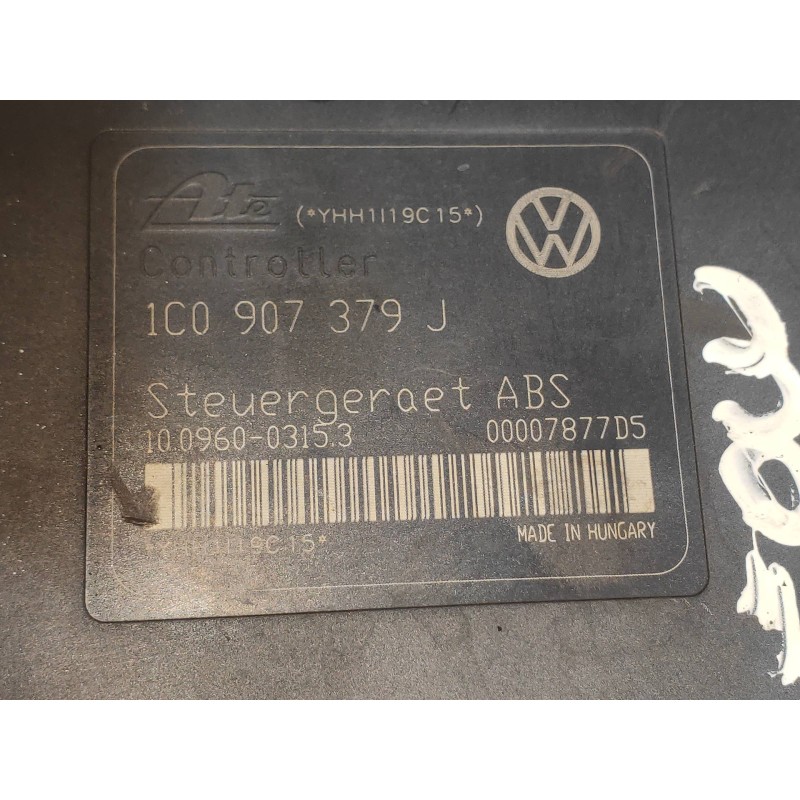 Ate (*YHH1I19C15*)
Controller
1C0 907 379 J
Steuergeraet ABS
10.0960-0315.3 00007877D5
MADE IN HUNGARY